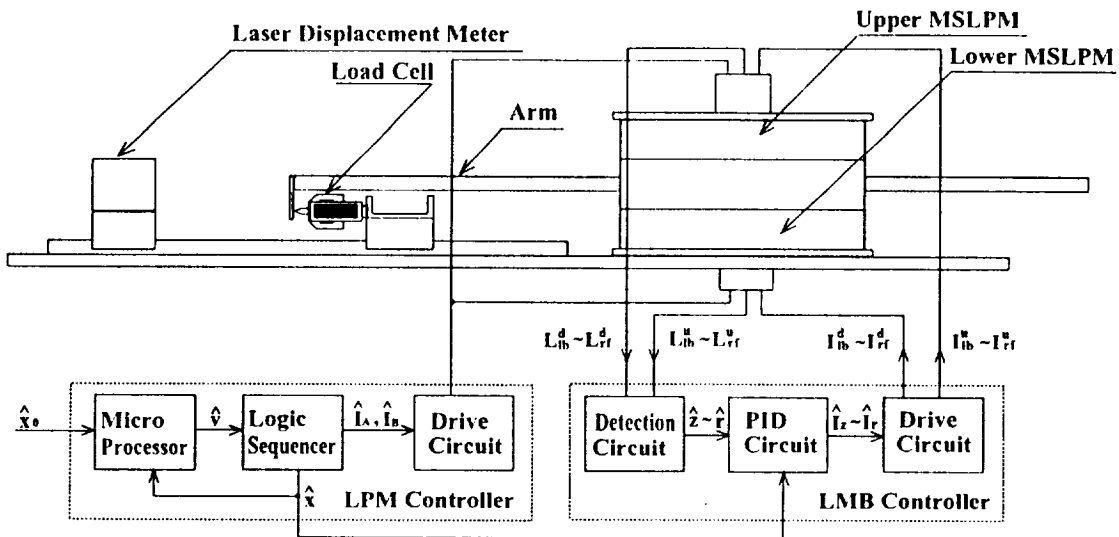 Upper MSLPM
Laser Displacement Meter
Lower MSLPM
Load Cell
Arm
L^d_lb ~ L^d_rf
L^u_lb ~ L^u_rf
I^d_lb ~ I^d_rf
I^u_lb ~ I^u_rf
x̂₀
Micro
Processor
v̂
Logic
Sequencer
Î_A, Î_B
Drive
Circuit
x̂
LPM Controller
Detection
Circuit
ẑ ~ r̂
PID
Circuit
Î_z ~ Î_r
Drive
Circuit
LMB Controller